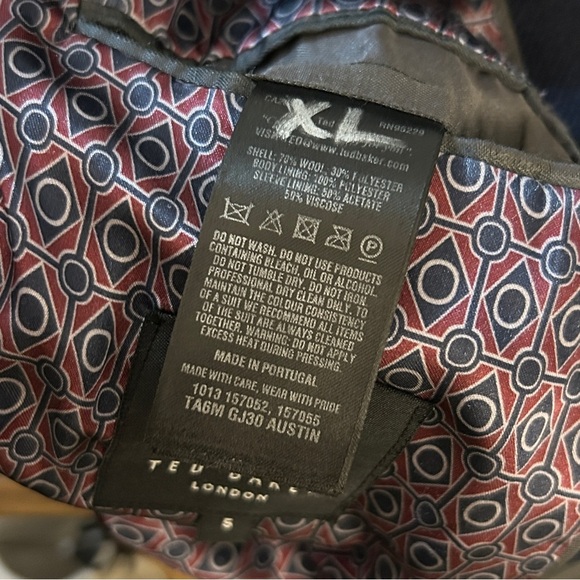 XL
CA
RN95229
Ted
VISIT
www.tedbaker.com
SHELL: 70% WOOL, 30% POLYESTER
BODY LINING: 100% POLYESTER
SLEEVE LINING: 50% ACETATE
50% VISCOSE
P
DO NOT WASH. DO NOT USE PRODUCTS
CONTAINING BLEACH, OIL OR ALCOHOL.
DO NOT TUMBLE DRY. DO NOT IRON.
PROFESSIONAL DRY CLEAN ONLY. TO
MAINTAIN THE COLOUR CONSISTENCY
OF A SUIT WE RECOMMEND ALL ITEMS
OF THE SUIT ARE ALWAYS CLEANED
TOGETHER. WARNING: DO NOT APPLY
EXCESS HEAT DURING PRESSING.
MADE IN PORTUGAL
MADE WITH CARE, WEAR WITH PRIDE
1013 157052, 157055
TA6M GJ30 AUSTIN
TED BAKE
LONDON
5